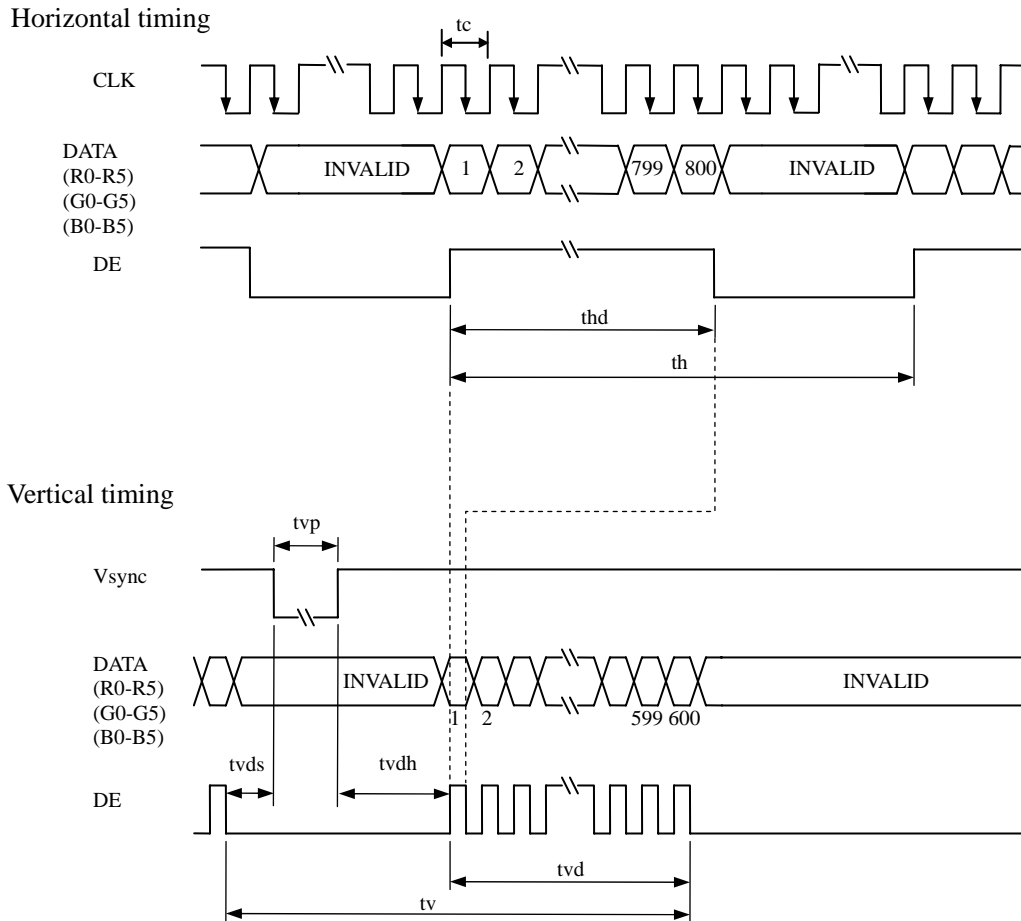 Horizontal timing
tc
CLK
DATA
(R0-R5)
(G0-G5)
(B0-B5)
INVALID 1 2 799 800 INVALID
DE
thd
th
Vertical timing
tvp
Vsync
DATA
(R0-R5)
(G0-G5)
(B0-B5)
INVALID INVALID
1 2 599 600
tvds tvdh
DE
tvd
tv